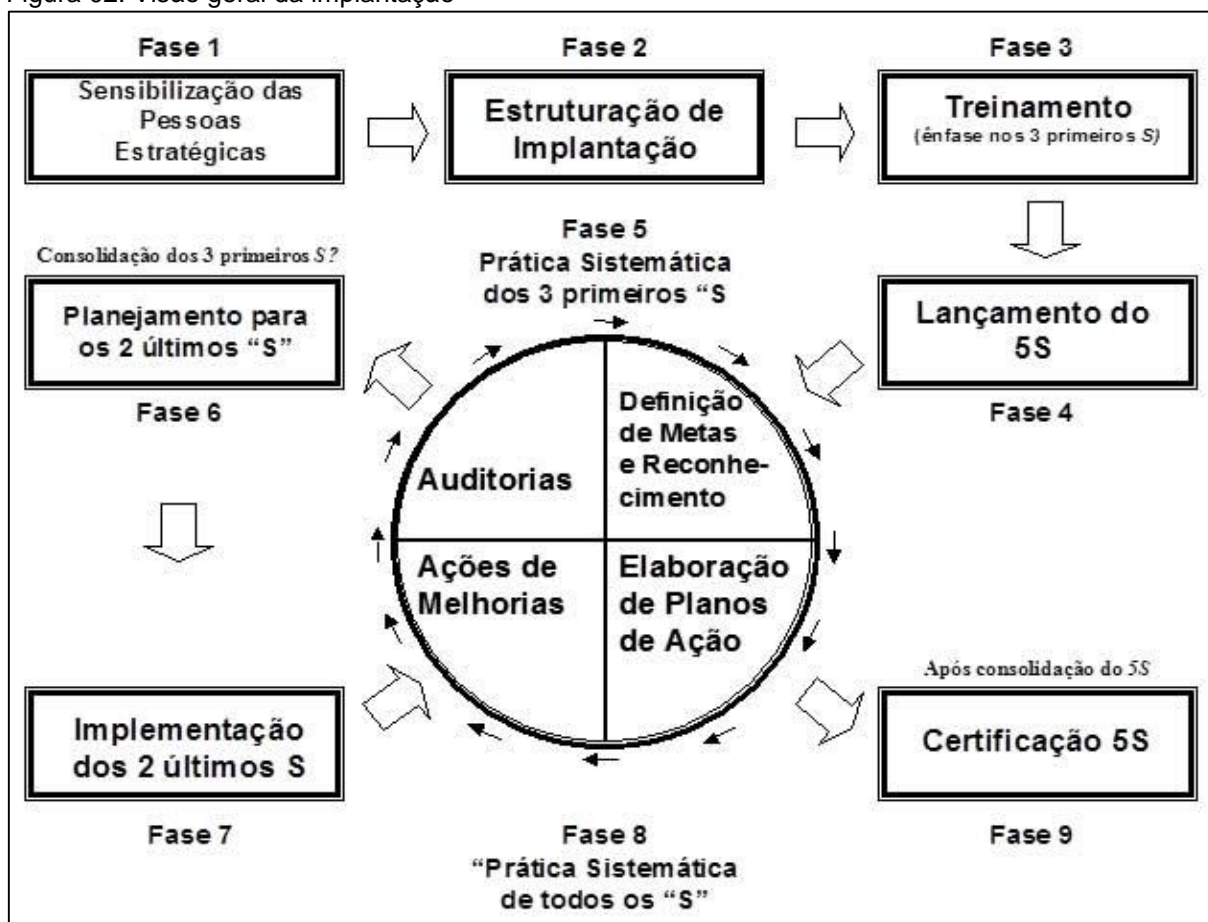 Figura 02: Visão geral da implantação
Fase 1
Sensibilização das
Pessoas
Estratégicas
Fase 2
Estruturação de
Implantação
Fase 3
Treinamento
(ênfase nos 3 primeiros S)
Fase 5
Prática Sistemática
dos 3 primeiros “S
Consolidação dos 3 primeiros S?
Planejamento para
os 2 últimos “S”
Fase 6
Lançamento do
5S
Fase 4
Auditorias
Definição
de Metas
e Reconhe-
cimento
Ações de
Melhorias
Elaboração
de Planos
de Ação
Implementação
dos 2 últimos S
Fase 7
Após consolidação do 5S
Certificação 5S
Fase 9
Fase 8
“Prática Sistemática
de todos os “S”